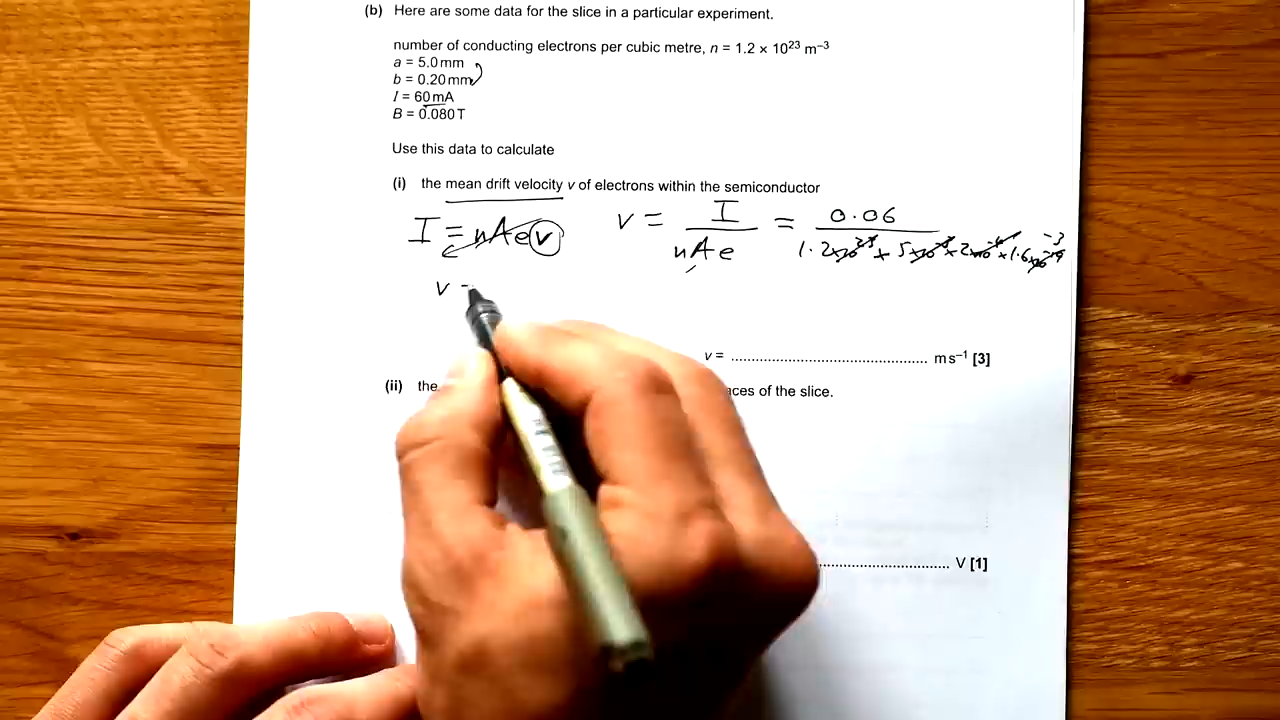 (b) Here are some data for the slice in a particular experiment.
number of conducting electrons per cubic metre, n = 1.2 × 10²³ m⁻³
a = 5.0 mm
b = 0.20 mm
I = 60 mA
B = 0.080 T
Use this data to calculate
(i) the mean drift velocity v of electrons within the semiconductor
I = nAev v = I / nAe = 0.06 / 1.2×10²³ × 5×10⁻³ × 2×10⁻⁴ × 1.6×10⁻¹⁹ ⁻³
v =
v = ........................................ m s⁻¹ [3]
(ii) the aces of the slice.
........................ V [1]